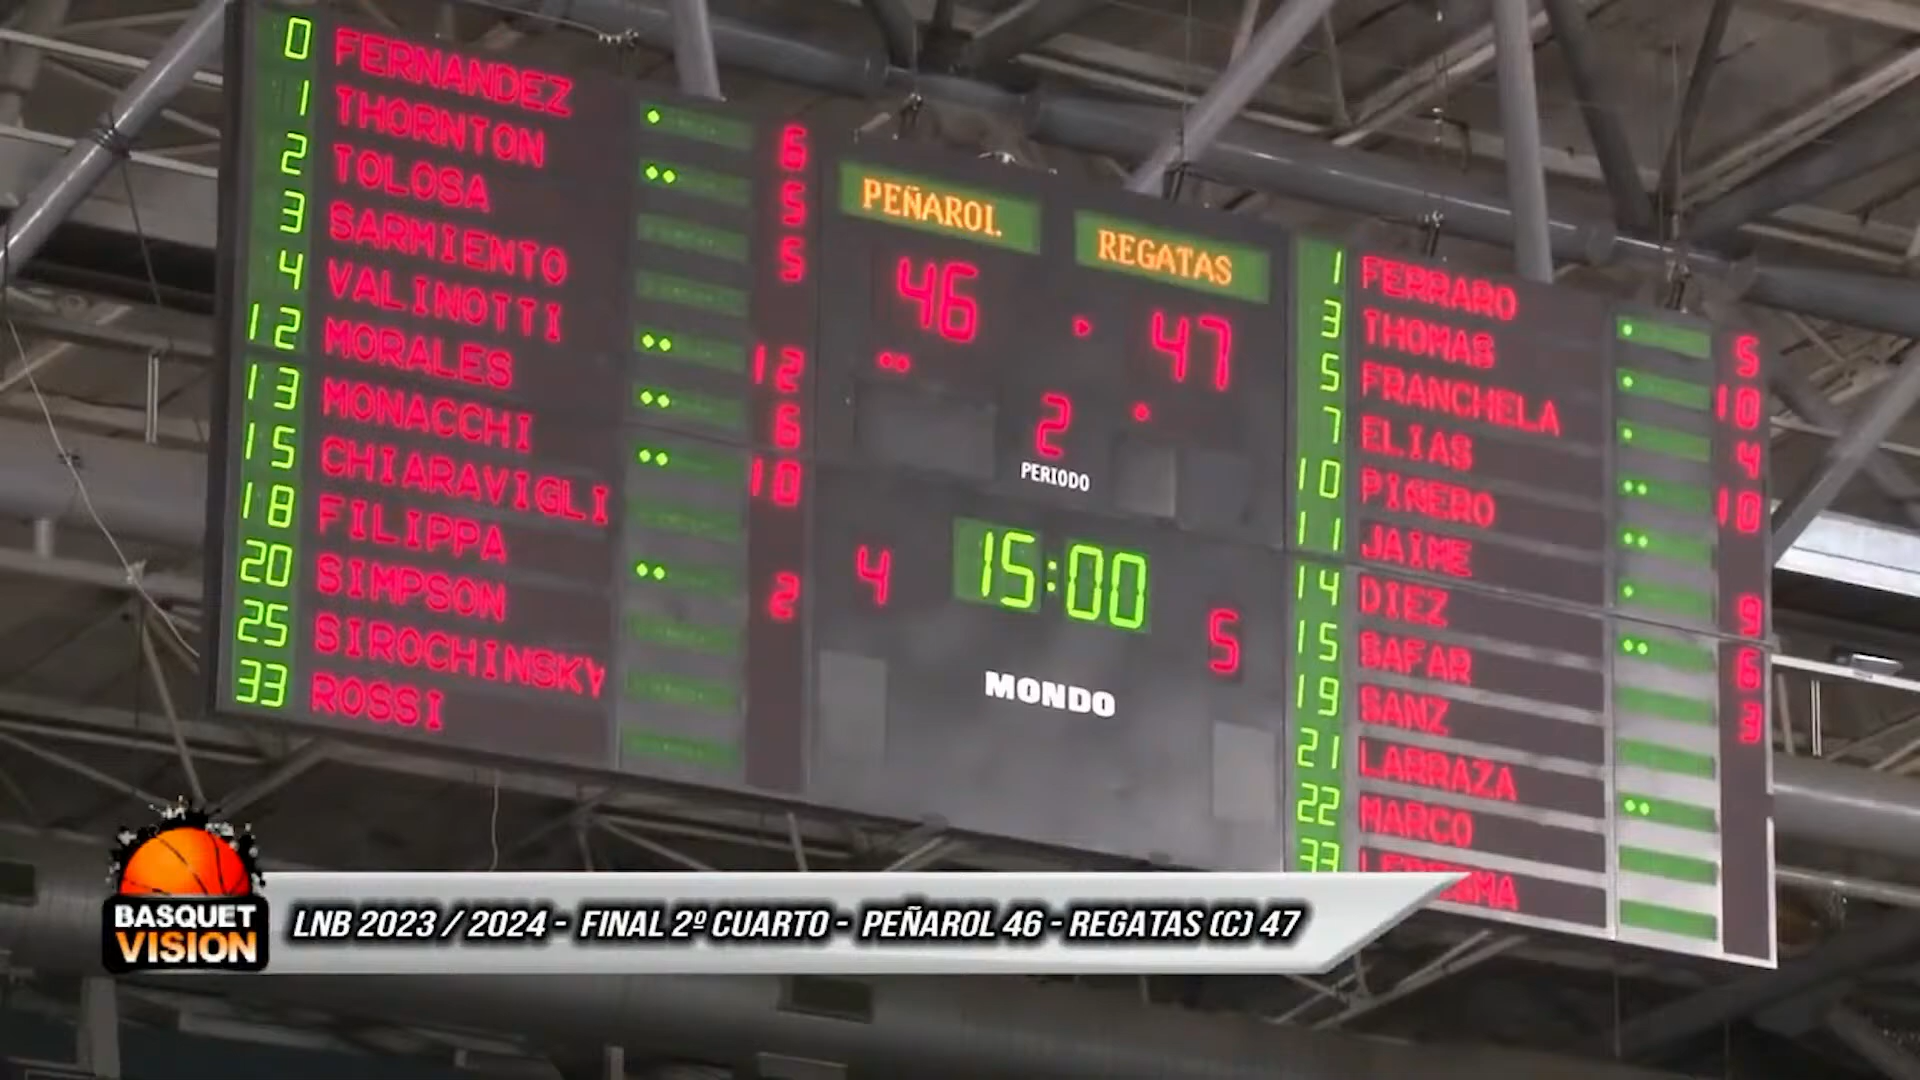 0 FERNANDEZ 6
1 THORNTON 5
2 TOLOSA 5
3 SARMIENTO
4 VALINOTTI 12
12 MORALES 6
13 MONACCHI 10
15 CHIARAVIGLI
18 FILIPPA 2
20 SIMPSON
25 SIROCHINSKY
33 ROSSI
PEÑAROL REGATAS
46 47
2
PERIODO
4 15:00 5
MONDO
1 FERRARO 5
3 THOMAS 10
5 FRANCHELA 4
7 ELIAS 10
10 PIÑERO
11 JAIME 9
14 DIEZ 6
15 SAFAR 3
19 SANZ
21 LARRAZA
22 MARCO
33
BASQUET
VISION
LNB 2023 / 2024 - FINAL 2º CUARTO - PEÑAROL 46 - REGATAS (C) 47